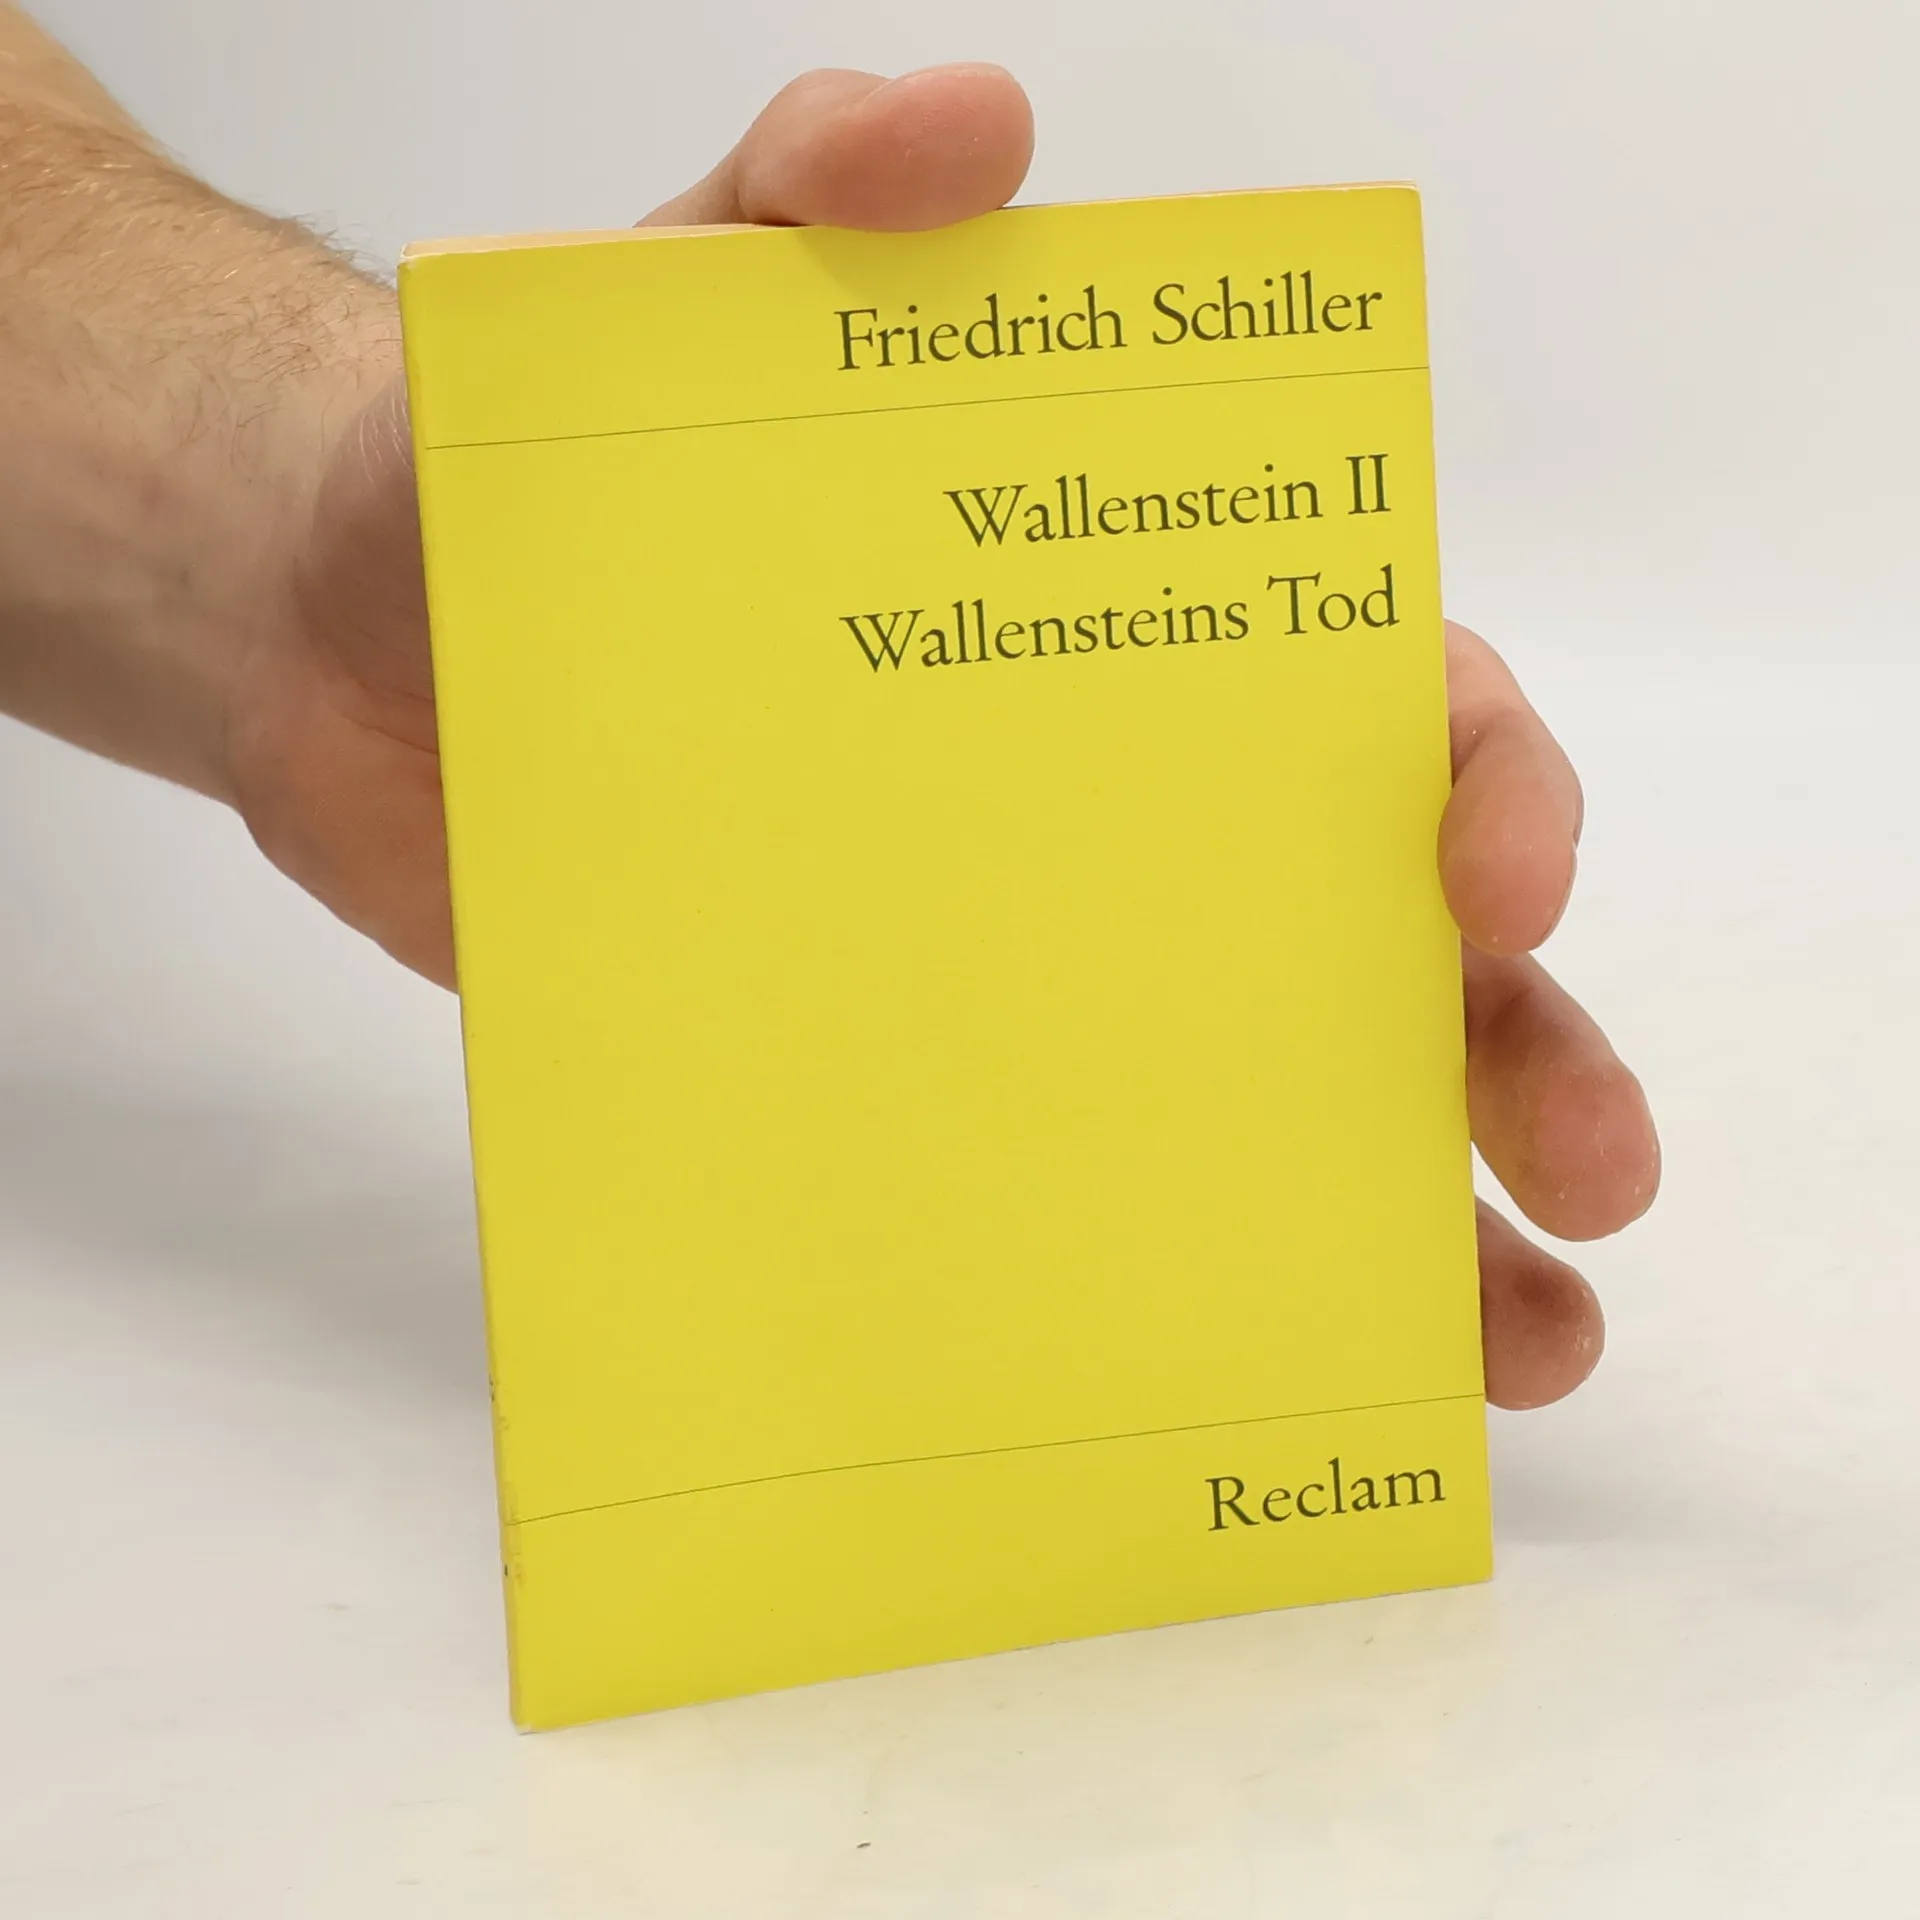 Friedrich Schiller
Wallenstein II
Wallensteins Tod
Reclam